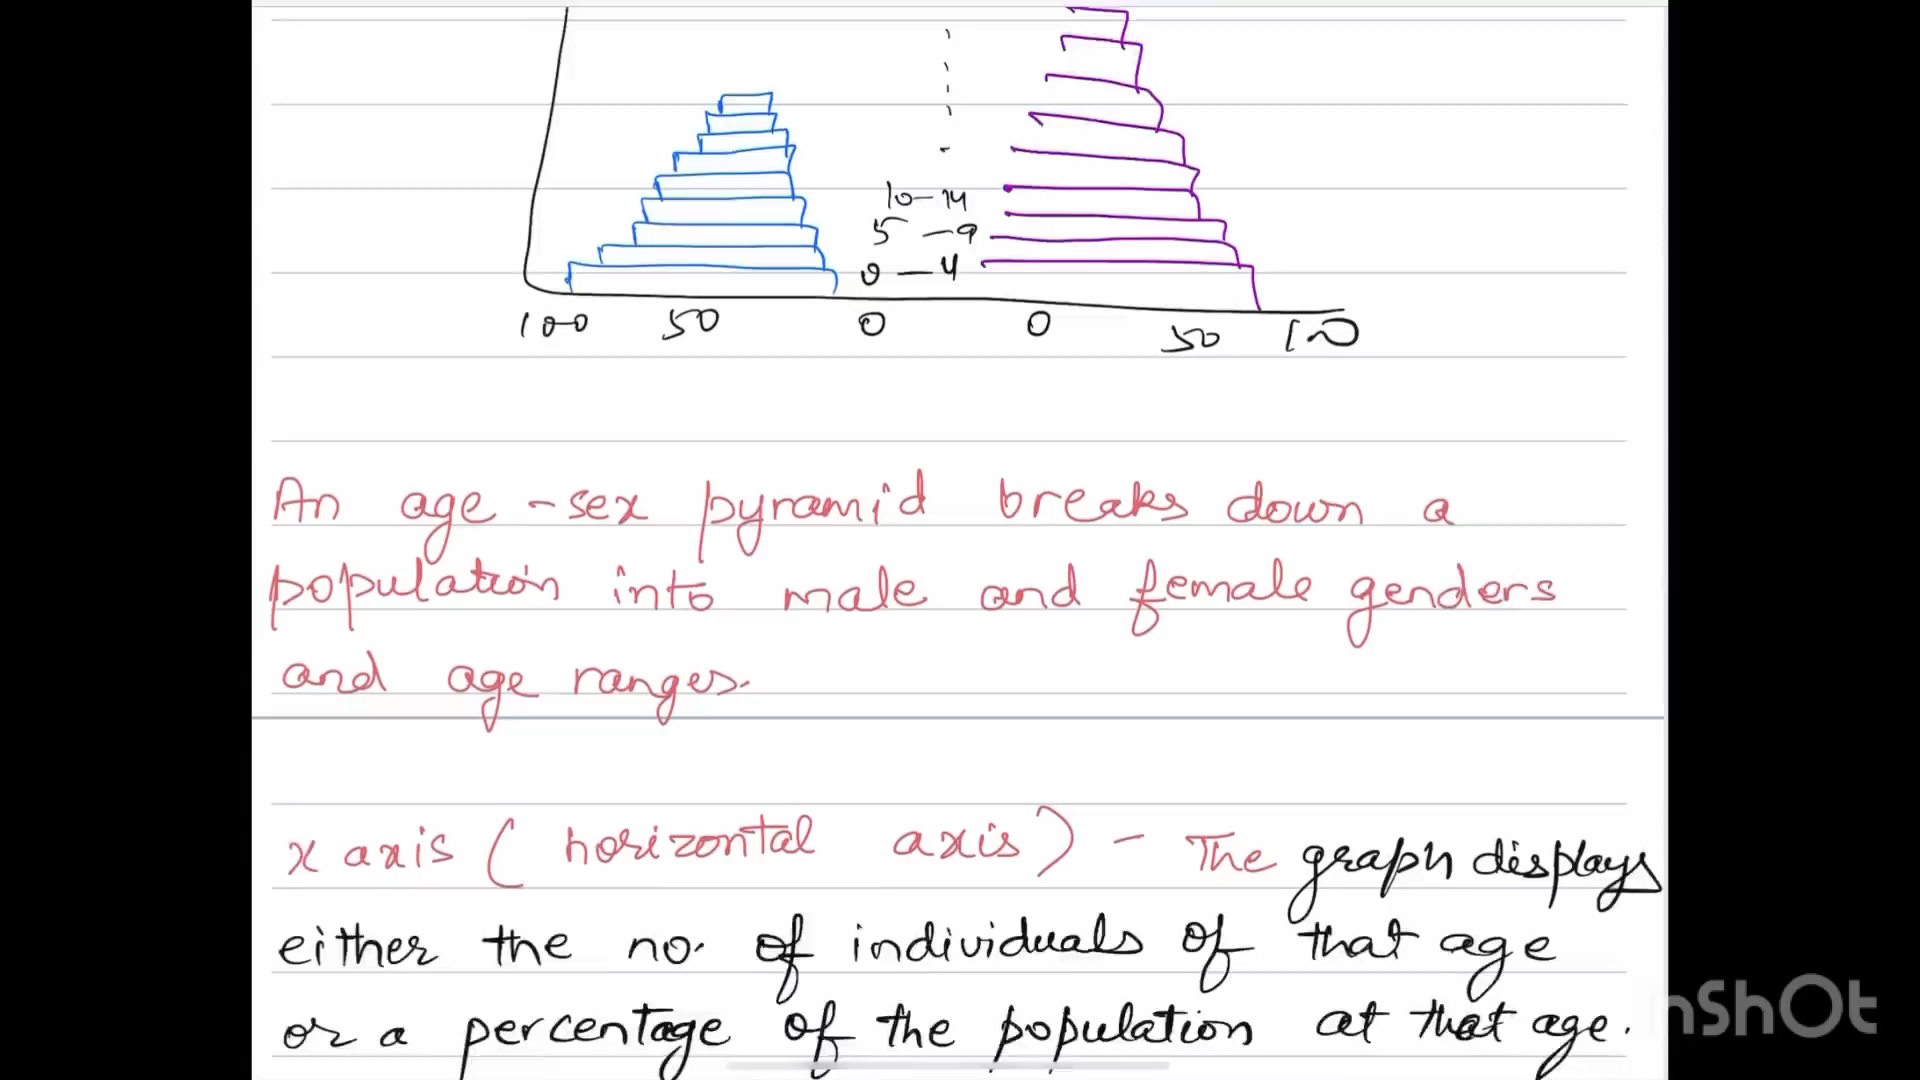 10-14
5-9
0-4
100 50 0 0 50 100
An age-sex pyramid breaks down a
population into male and female genders
and age ranges.
x axis (horizontal axis) - The graph displays
either the no. of individuals of that age
or a percentage of the population at that age.
nShOt